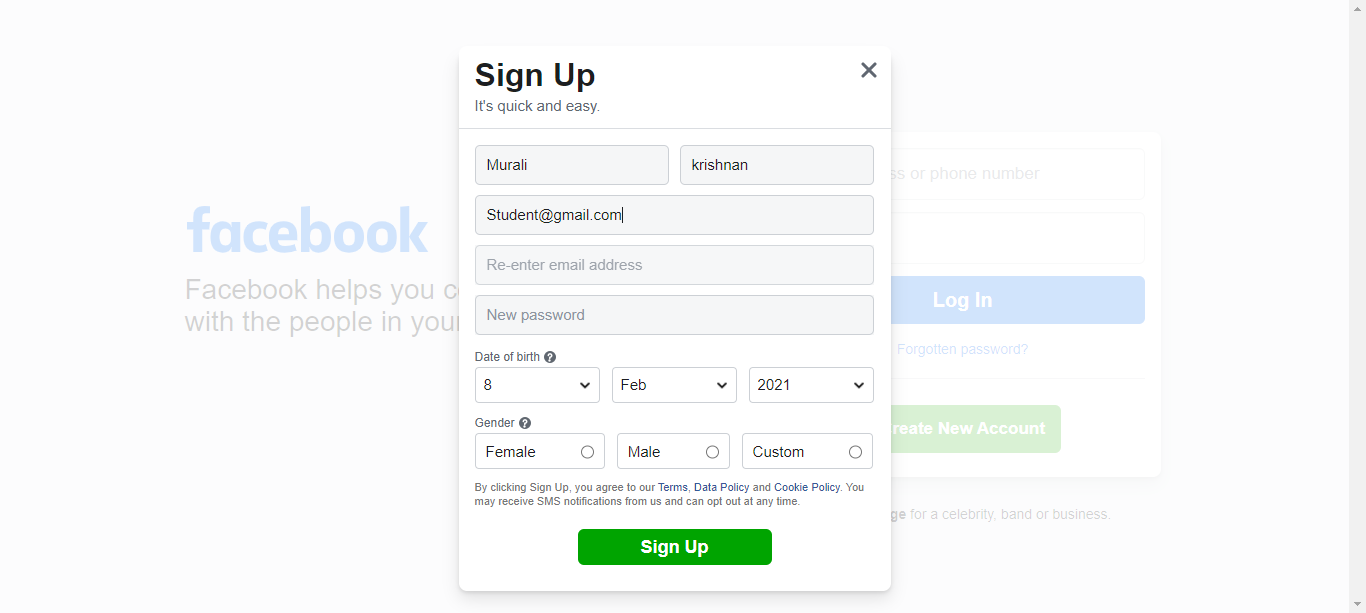 Sign Up
It's quick and easy.
Murali
krishnan
Student@gmail.com
Re-enter email address
New password
Date of birth ?
8
Feb
2021
Gender ?
Female
Male
Custom
By clicking Sign Up, you agree to our Terms, Data Policy and Cookie Policy. You
may receive SMS notifications from us and can opt out at any time.
Sign Up
facebook
Facebook helps you
with the people in
or phone number
Log In
Forgotten password?
New Account
for a celebrity, band or business.